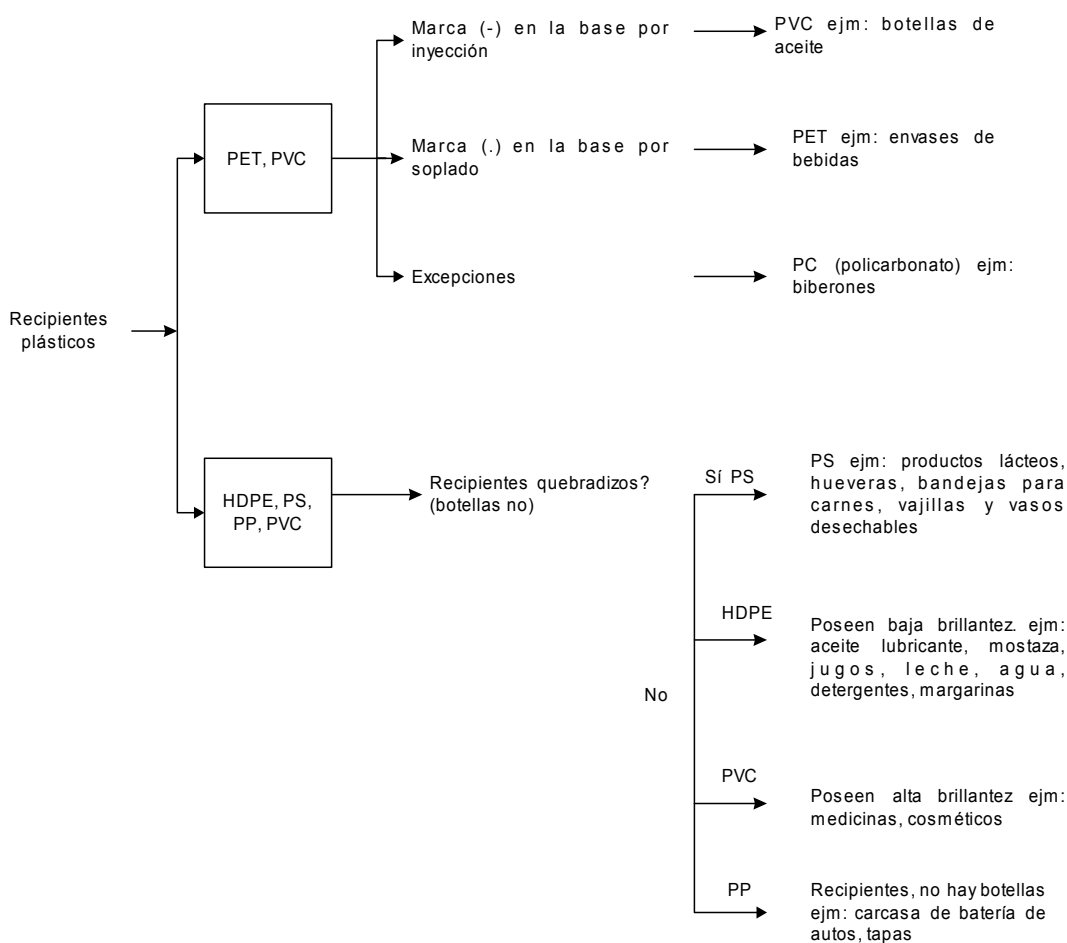 Marca (-) en la base por
inyección
PVC ejm: botellas de
aceite
PET, PVC
Marca (.) en la base por
soplado
PET ejm: envases de
bebidas
Excepciones
PC (policarbonato) ejm:
biberones
Recipientes
plásticos
HDPE, PS,
PP, PVC
Recipientes quebradizos?
(botellas no)
Sí PS
PS ejm: productos lácteos,
hueveras, bandejas para
carnes, vajillas y vasos
desechables
HDPE
Poseen baja brillantez. ejm:
aceite lubricante, mostaza,
jugos, leche, agua,
detergentes, margarinas
No
PVC
Poseen alta brillantez ejm:
medicinas, cosméticos
PP
Recipientes, no hay botellas
ejm: carcasa de batería de
autos, tapas